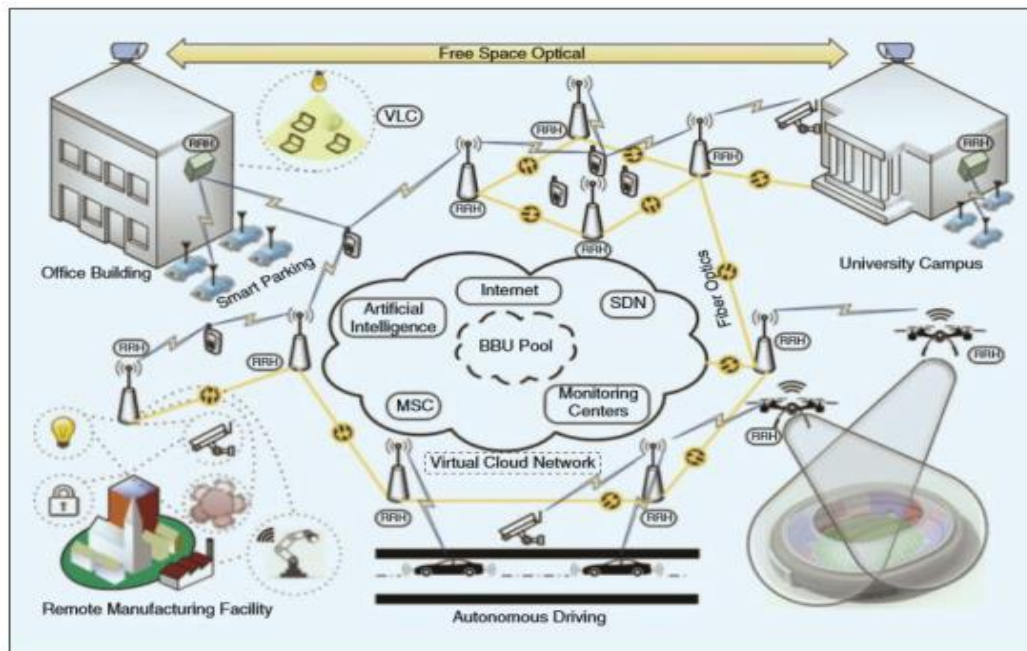 Free Space Optical
VLC
RRH
RRH
RRH
RRH
RRH
RRH
Office Building
Smart Parking
University Campus
Internet
Artificial
Intelligence
SDN
Fiber Optics
BBU Pool
RRH
RRH
RRH
RRH
MSC
Monitoring
Centers
RRH
Virtual Cloud Network
RRH
RRH
Remote Manufacturing Facility
Autonomous Driving